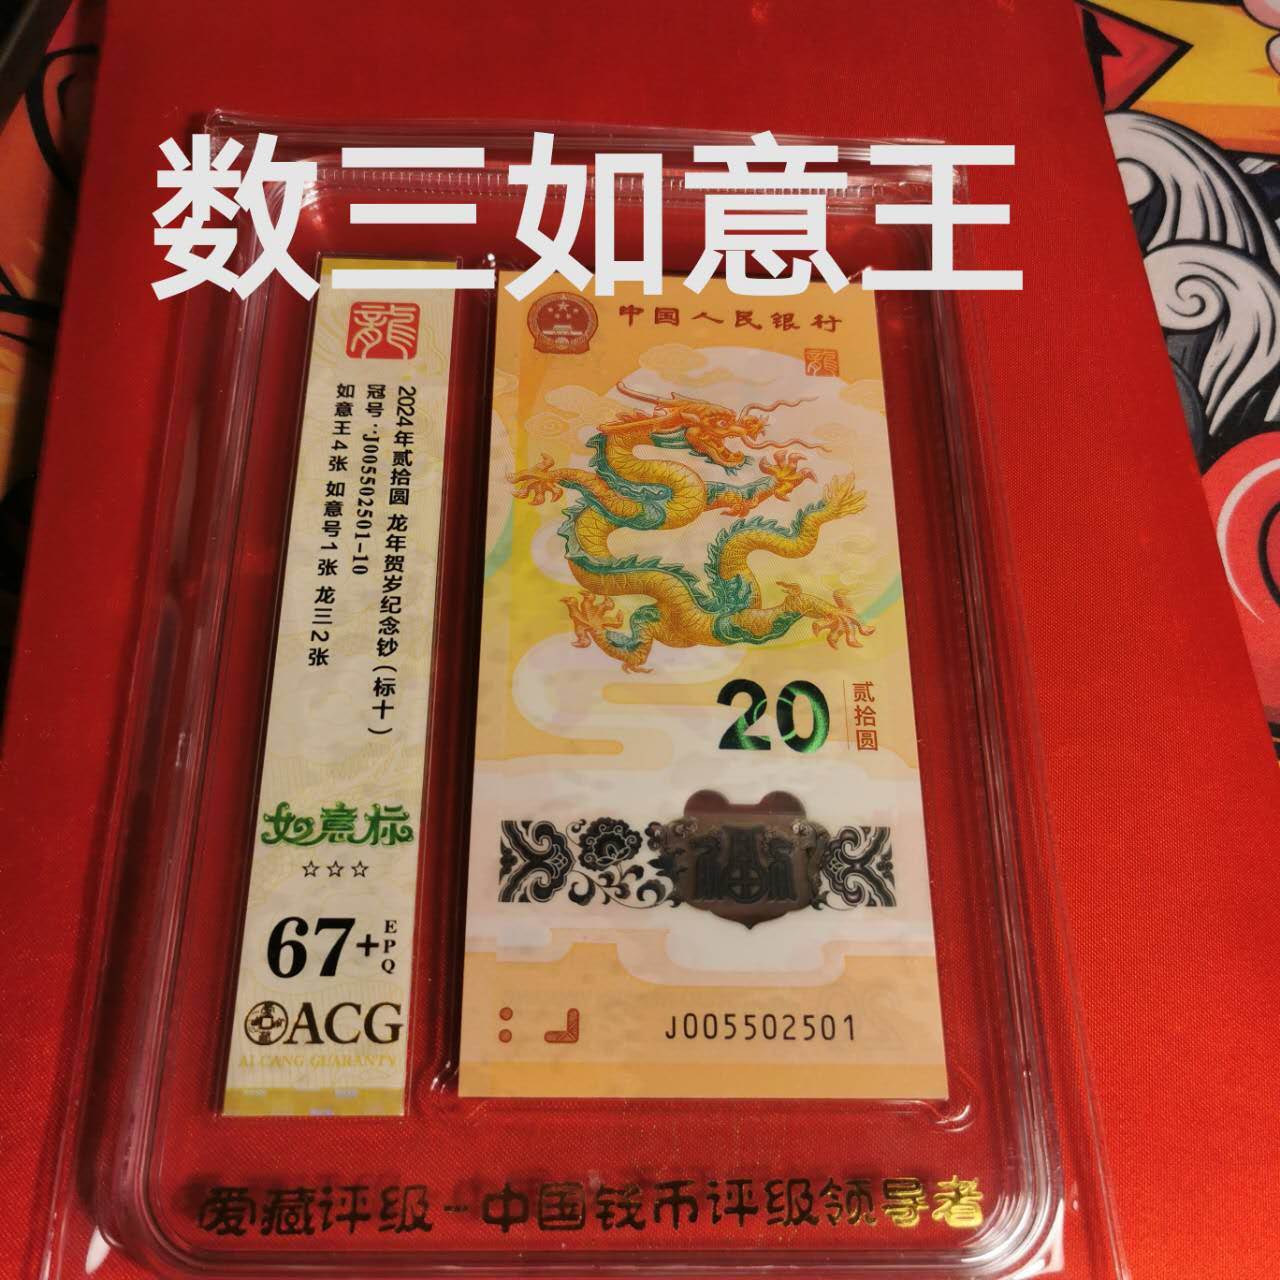 数三如意王
龍
2024年贰拾圆 龙年贺岁纪念钞(标十)
冠号:J005502501-10
如意王4张 如意号1张 龙三2张
如意标
☆☆☆
67+
EPQ
ACG
AI CANG GUARANTY
中国人民银行
龍
20
贰拾圆
J005502501
爱藏评级-中国钱币评级领导者